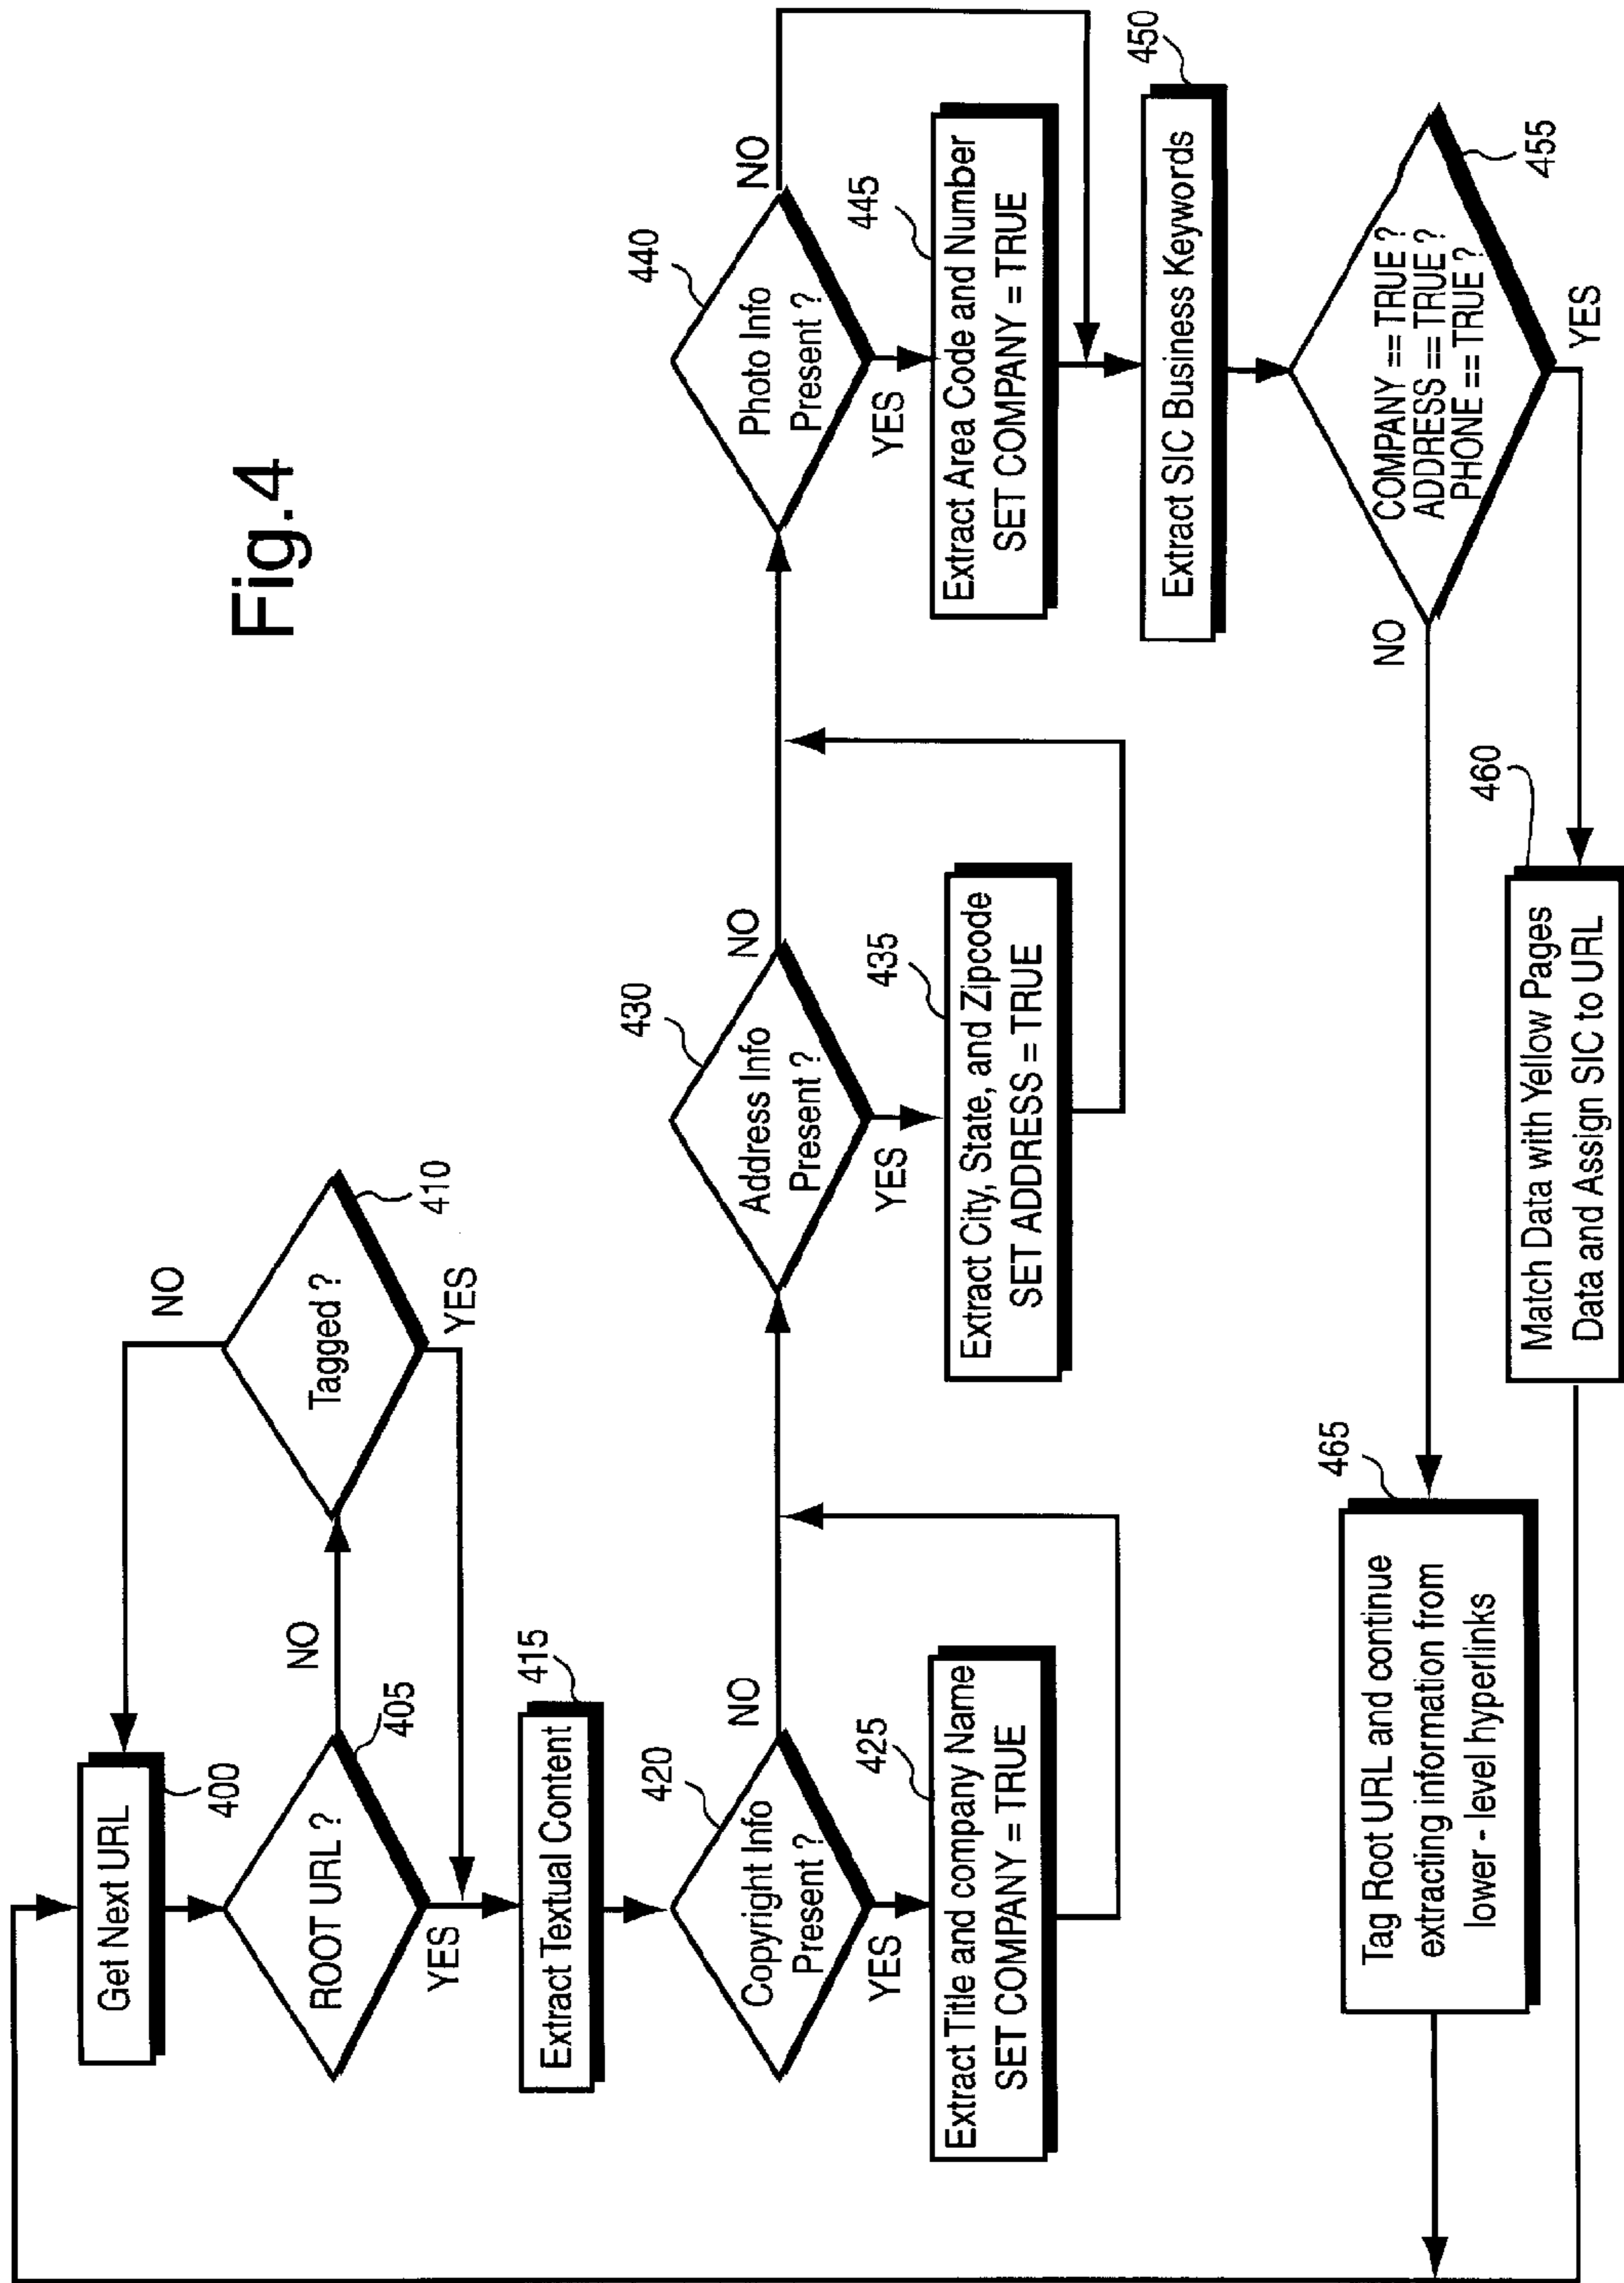 Fig.4
Get Next URL
400
ROOT URL ?
405
NO
YES
Tagged ?
410
NO
YES
Extract Textual Content
415
Copyright Info
Present ?
420
NO
YES
Extract Title and company Name
SET COMPANY = TRUE
425
Address Info
Present ?
430
NO
YES
Extract City, State, and Zipcode
SET ADDRESS = TRUE
435
Photo Info
Present ?
440
NO
YES
Extract Area Code and Number
SET COMPANY = TRUE
445
Extract SIC Business Keywords
450
COMPANY == TRUE ?
ADDRESS == TRUE ?
PHONE == TRUE ?
455
NO
YES
Match Data with Yellow Pages
Data and Assign SIC to URL
460
Tag Root URL and continue
extracting information from
lower - level hyperlinks
465